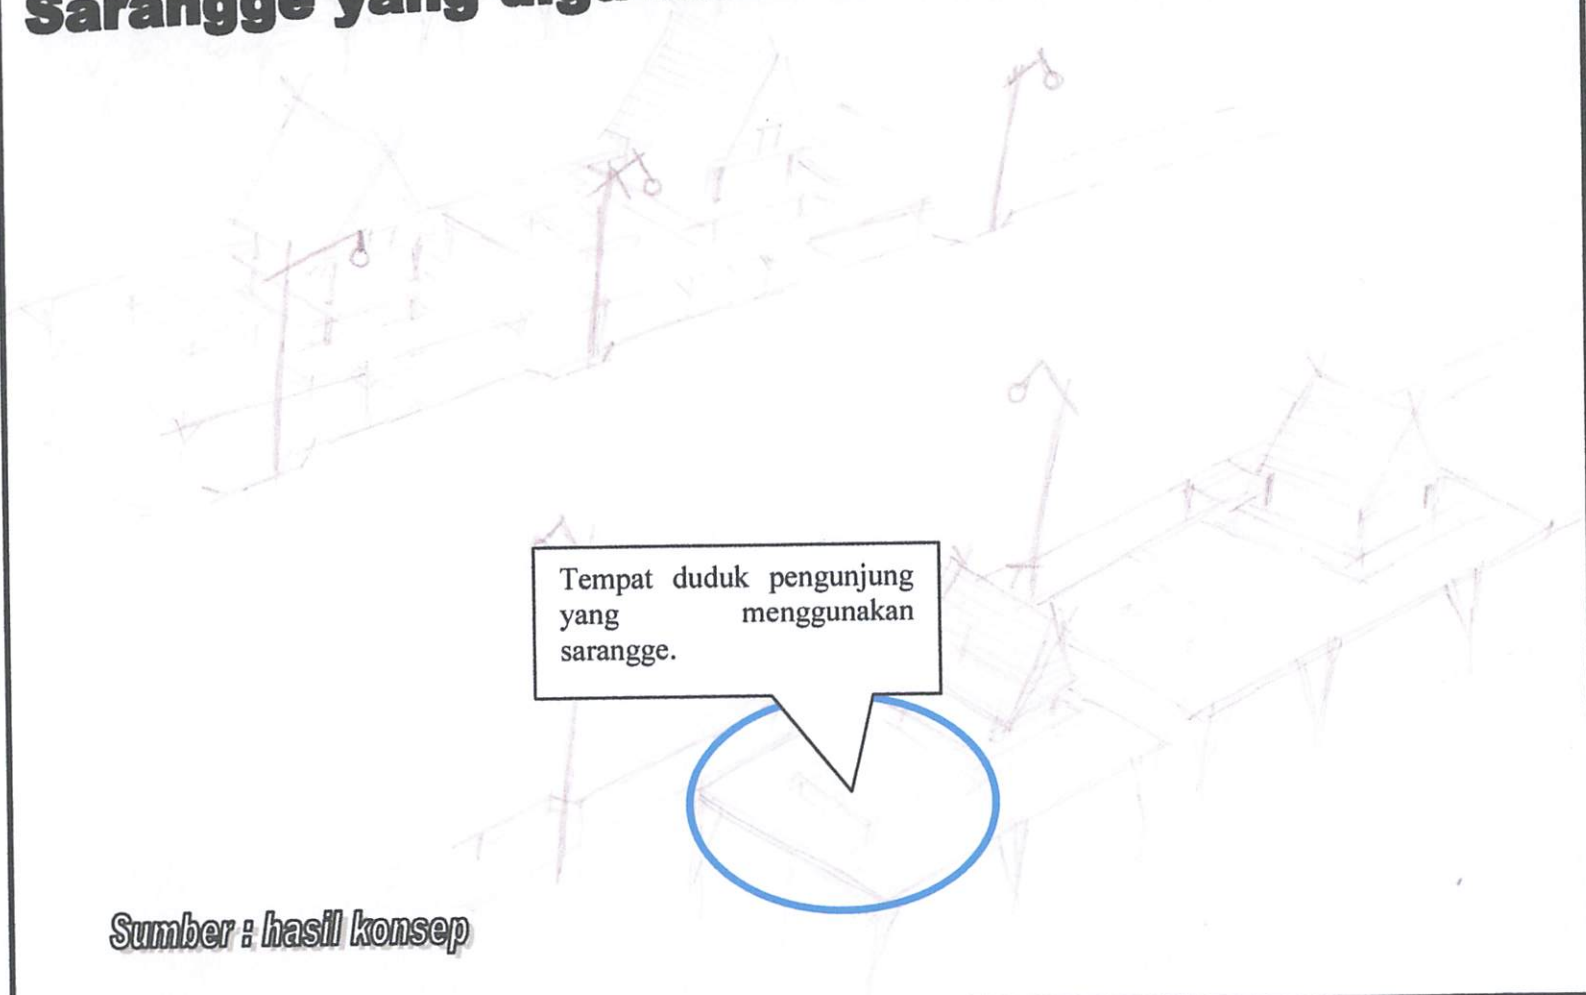 Sarangge yang
Tempat duduk pengunjung
yang menggunakan
sarangge.
Sumber : hasil konsep